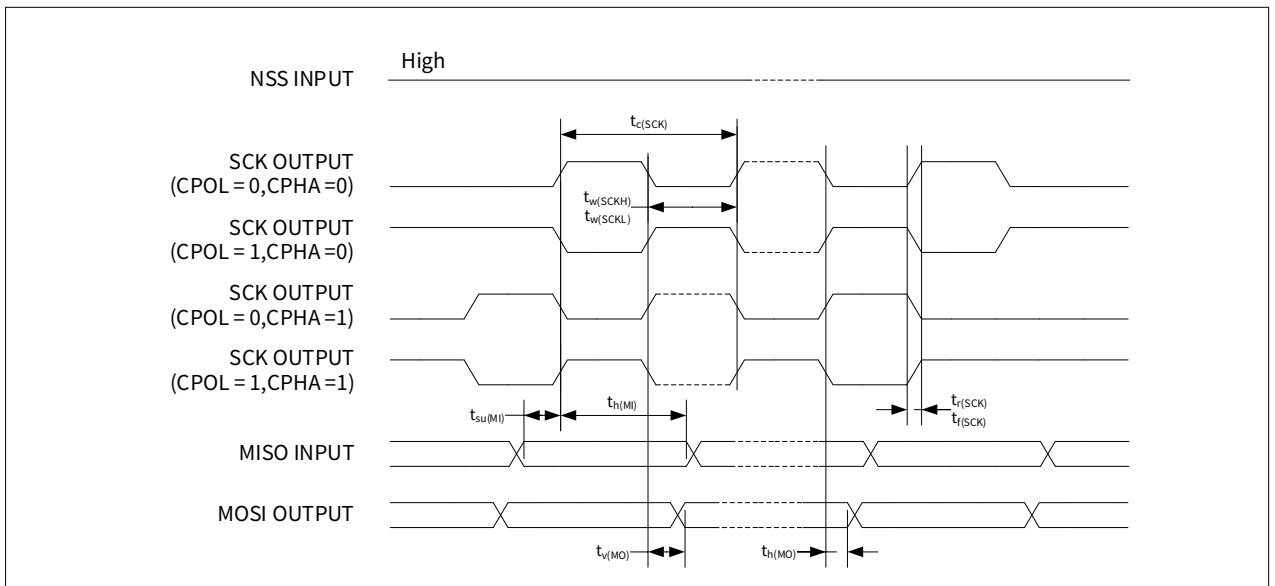 High
NSS INPUT
tc(SCK)
SCK OUTPUT
(CPOL = 0,CPHA =0)
tw(SCKH)
tw(SCKL)
SCK OUTPUT
(CPOL = 1,CPHA =0)
SCK OUTPUT
(CPOL = 0,CPHA =1)
SCK OUTPUT
(CPOL = 1,CPHA =1)
tsu(MI)
th(MI)
tr(SCK)
tf(SCK)
MISO INPUT
MOSI OUTPUT
tv(MO)
th(MO)